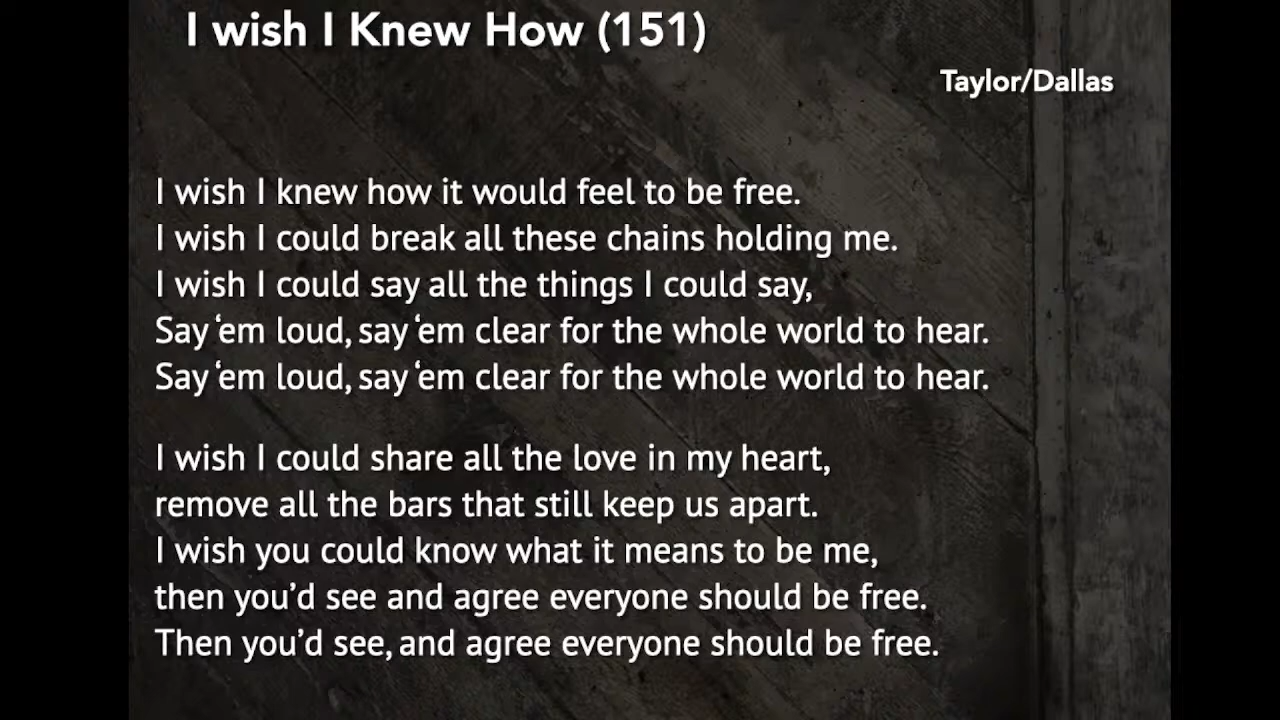 I wish I Knew How (151)
Taylor/Dallas
I wish I knew how it would feel to be free.
I wish I could break all these chains holding me.
I wish I could say all the things I could say,
Say ‘em loud, say ‘em clear for the whole world to hear.
Say ‘em loud, say ‘em clear for the whole world to hear.
I wish I could share all the love in my heart,
remove all the bars that still keep us apart.
I wish you could know what it means to be me,
then you’d see and agree everyone should be free.
Then you’d see, and agree everyone should be free.